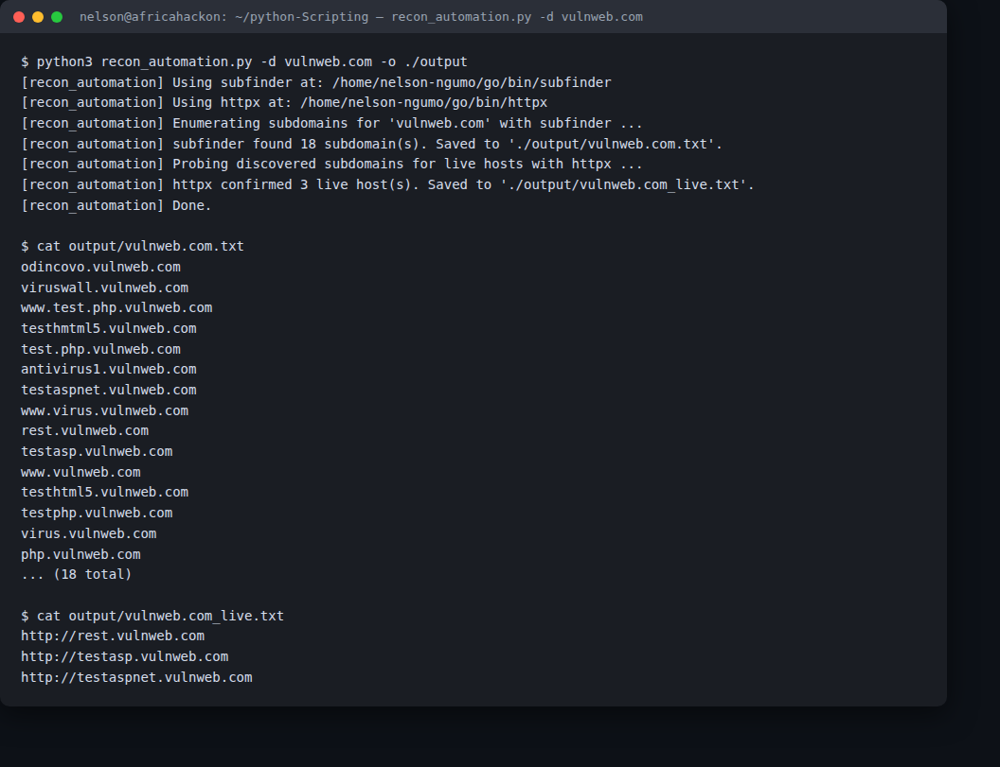 nelson@africahackon: ~/python-Scripting — recon_automation.py -d vulnweb.com
$ python3 recon_automation.py -d vulnweb.com -o ./output
[recon_automation] Using subfinder at: /home/nelson-ngumo/go/bin/subfinder
[recon_automation] Using httpx at: /home/nelson-ngumo/go/bin/httpx
[recon_automation] Enumerating subdomains for 'vulnweb.com' with subfinder ...
[recon_automation] subfinder found 18 subdomain(s). Saved to './output/vulnweb.com.txt'.
[recon_automation] Probing discovered subdomains for live hosts with httpx ...
[recon_automation] httpx confirmed 3 live host(s). Saved to './output/vulnweb.com_live.txt'.
[recon_automation] Done.
$ cat output/vulnweb.com.txt
odincovo.vulnweb.com
viruswall.vulnweb.com
www.test.php.vulnweb.com
testhmtml5.vulnweb.com
test.php.vulnweb.com
antivirus1.vulnweb.com
testaspnet.vulnweb.com
www.virus.vulnweb.com
rest.vulnweb.com
testasp.vulnweb.com
www.vulnweb.com
testhtml5.vulnweb.com
testphp.vulnweb.com
virus.vulnweb.com
php.vulnweb.com
... (18 total)
$ cat output/vulnweb.com_live.txt
http://rest.vulnweb.com
http://testasp.vulnweb.com
http://testaspnet.vulnweb.com